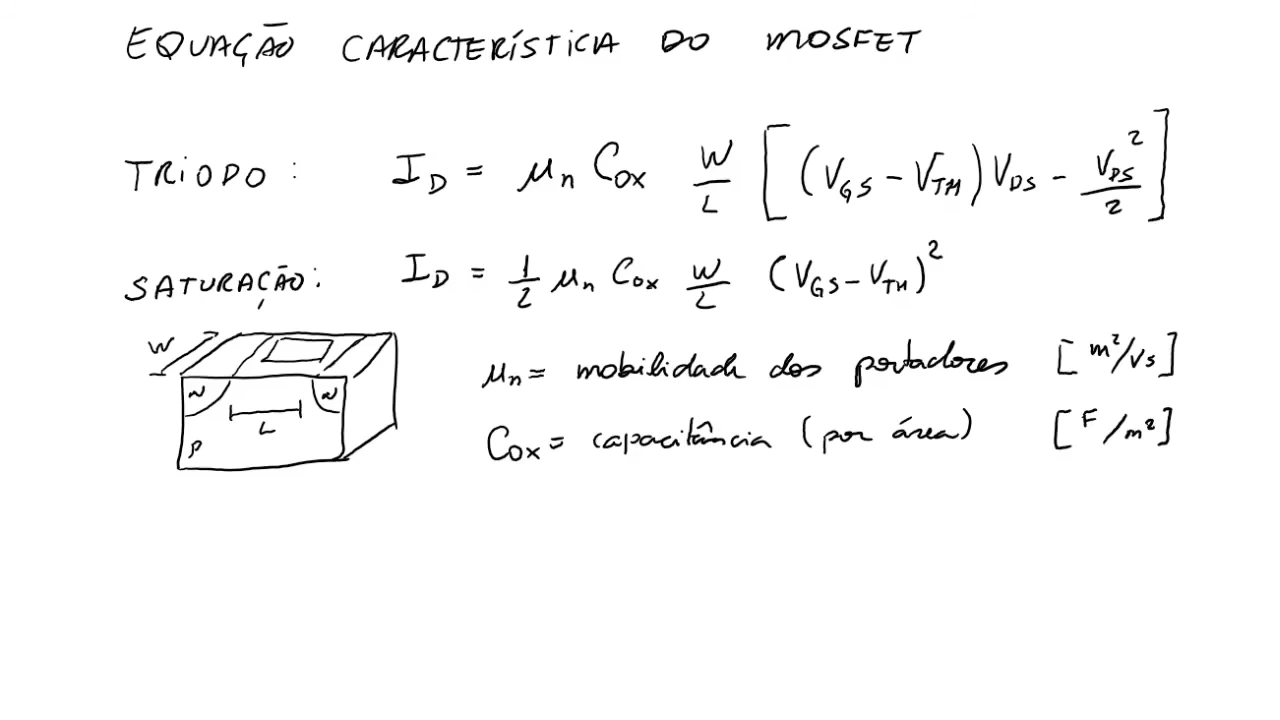 EQUAÇÃO CARACTERÍSTICA DO MOSFET
TRIODO: I_D = μ_n C_ox W/L [(V_GS − V_TH) V_DS − V_DS²/2]
SATURAÇÃO: I_D = 1/2 μ_n C_ox W/L (V_GS − V_TH)²
W
N N
L
P
μ_n = mobilidade dos portadores [m²/Vs]
C_ox = capacitância (por área) [F/m²]